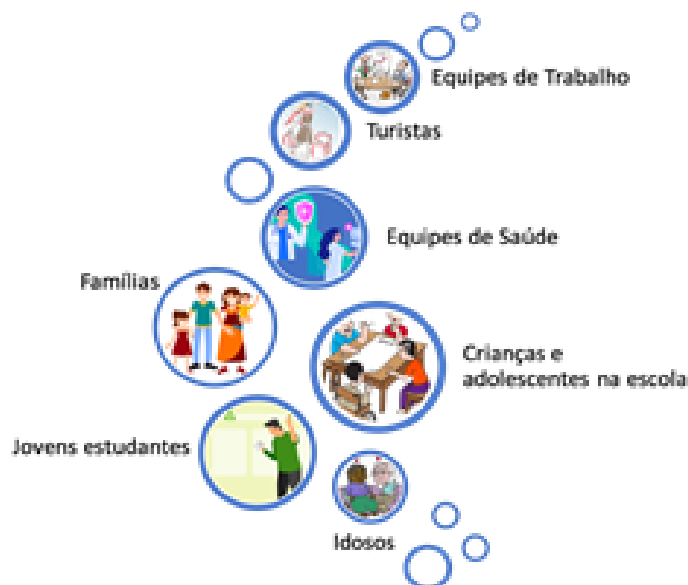 Equipes de Trabalho
Turistas
Equipes de Saúde
Famílias
Crianças e
adolescentes na escola
Jovens estudantes
Idosos